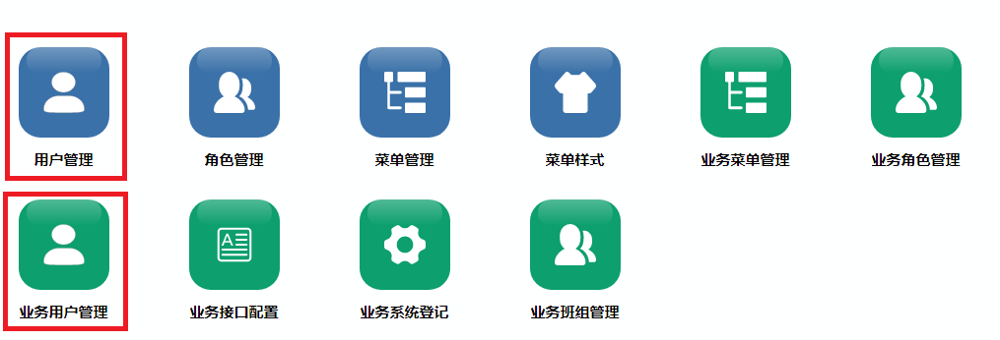 用户管理
角色管理
菜单管理
菜单样式
业务菜单管理
业务角色管理
A
业务用户管理
业务接口配置
业务系统登记
业务班组管理